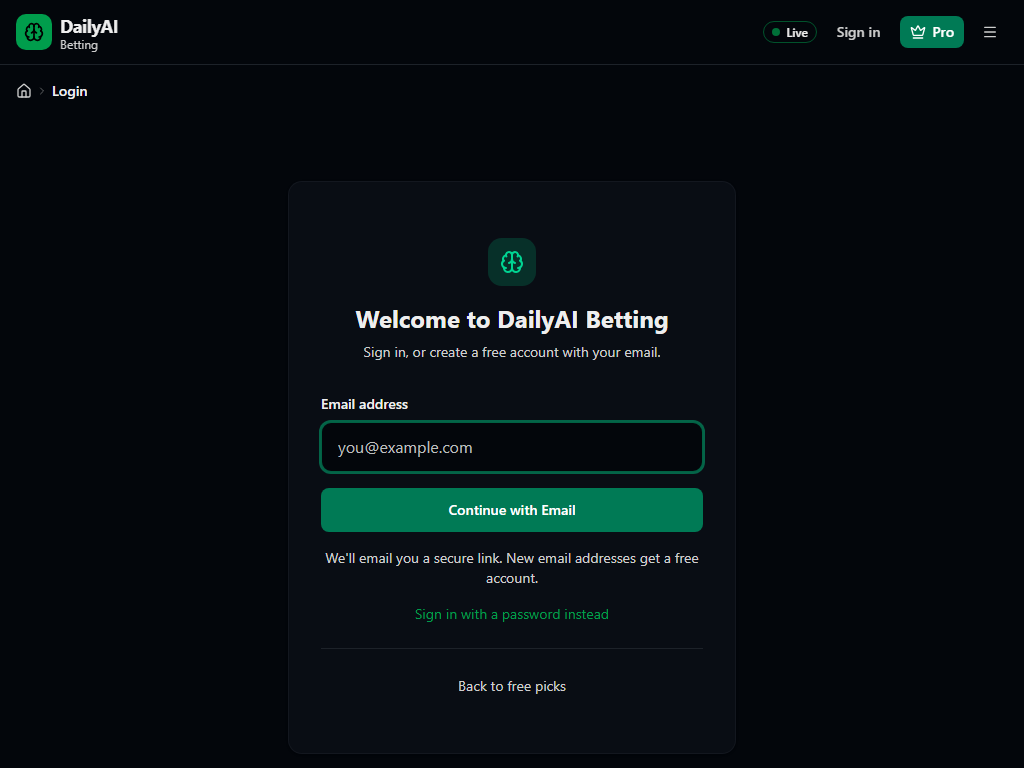 DailyAI
Betting
Live
Sign in
Pro
Login
Welcome to DailyAI Betting
Sign in, or create a free account with your email.
Email address
you@example.com
Continue with Email
We'll email you a secure link. New email addresses get a free
account.
Sign in with a password instead
Back to free picks